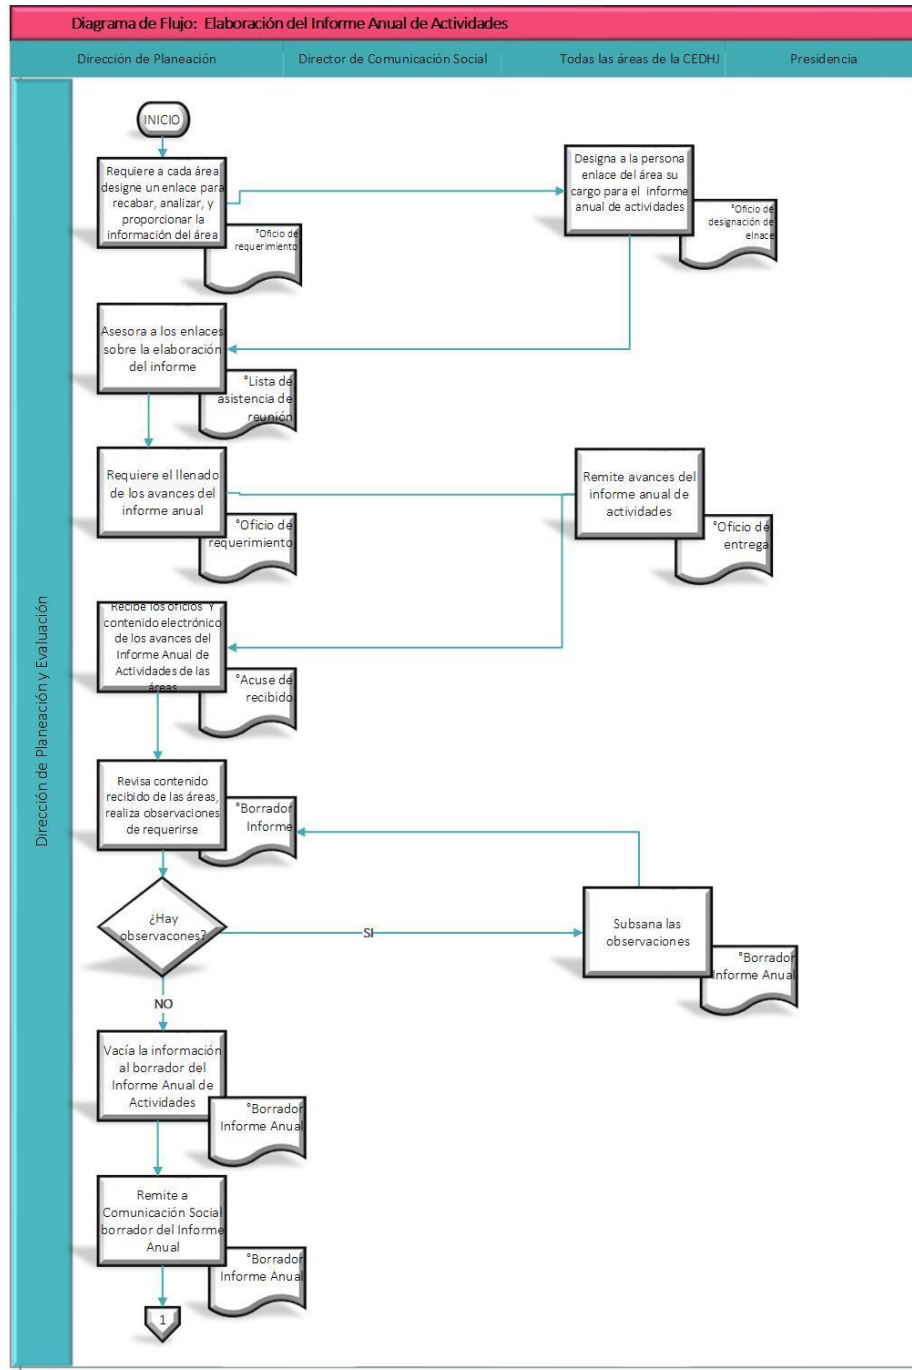 Diagrama de Flujo: Elaboración del Informe Anual de Actividades
Dirección de Planeación
Director de Comunicación Social
Todas las áreas de la CEDHJ
Presidencia
Dirección de Planeación y Evaluación
INICIO
Requiere a cada área
designe un enlace para
recabar, analizar, y
proporcionar la
información del área
°Oficio de
requerimiento
Designa a la persona
enlace del área su
cargo para el informe
anual de actividades
°Oficio de
designación de
elnace
Asesora a los enlaces
sobre la elaboración
del informe
°Lista de
asistencia de
reunión
Requiere el llenado
de los avances del
informe anual
°Oficio de
requerimiento
Remite avances del
informe anual de
actividades
°Oficio de
entrega
Recibe los oficios Y
contenido electrónico
de los avances del
Informe Anual de
Actividades de las
áreas
°Acuse de
recibido
Revisa contenido
recibido de las áreas,
realiza observaciones
de requerirse
°Borrador
Informe
¿Hay
observacones?
SI
Subsana las
observaciones
°Borrador
Informe Anual
NO
Vacía la información
al borrador del
Informe Anual de
Actividades
°Borrador
Informe Anual
Remite a
Comunicación Social
borrador del Informe
Anual
°Borrador
Informe Anual
1